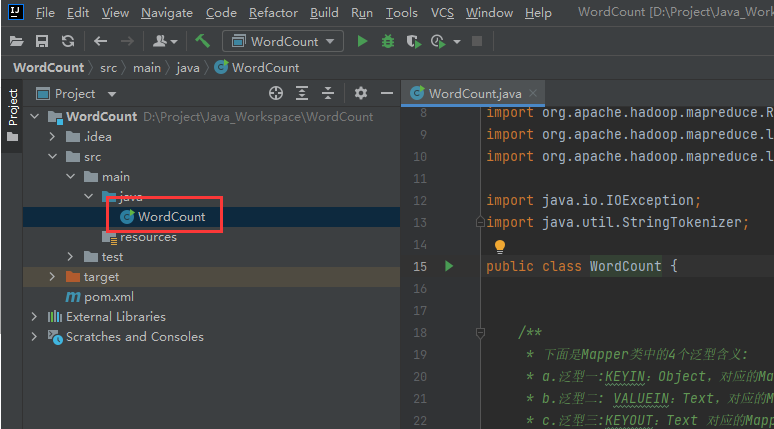 File Edit View Navigate Code Refactor Build Run Tools VCS Window Help WordCount [D:\Project\Java_Wo
WordCount
WordCount src main java WordCount
Project
Project
WordCount D:\Project\Java_Workspace\WordCount
.idea
src
main
java
WordCount
resources
test
target
pom.xml
External Libraries
Scratches and Consoles
WordCount.java
8 import org.apache.hadoop.mapreduce.R
9 import org.apache.hadoop.mapreduce.l
10 import org.apache.hadoop.mapreduce.l
11
12 import java.io.IOException;
13 import java.util.StringTokenizer;
14
15 public class WordCount {
16
17
18 /**
19 * 下面是Mapper类中的4个泛型含义:
20 * a.泛型一:KEYIN：Object，对应的Ma
21 * b.泛型二: VALUEIN：Text，对应的M
22 * c.泛型三:KEYOUT：Text 对应的Mapp